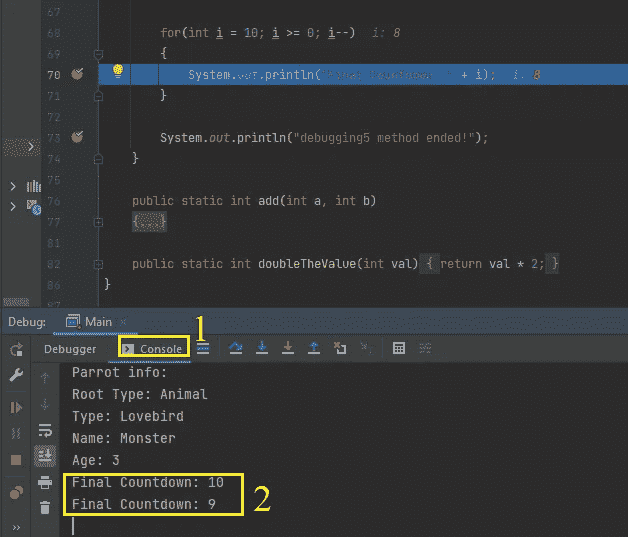 67
68 for(int i = 10; i >= 0; i--) i: 8
69 {
70 System.out.println( + i); i: 8
71 }
72
73 System.out.println("debugging5 method ended!");
74 }
75
76 public static int add(int a, int b)
77 {...}
81
82 public static int doubleTheValue(int val) { return val * 2; }
86 }
87
Debug: Main ×
1
Debugger Console
Parrot info:
Root Type: Animal
Type: Lovebird
Name: Monster
Age: 3
Final Countdown: 10
Final Countdown: 9
2